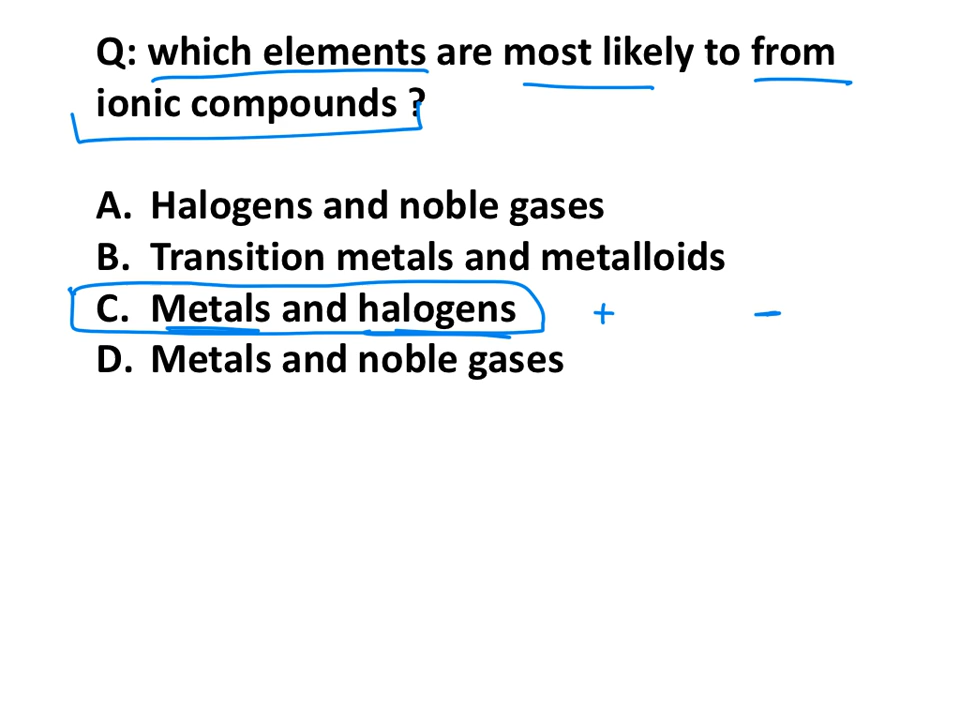 Q: which elements are most likely to from
ionic compounds ?
A. Halogens and noble gases
B. Transition metals and metalloids
C. Metals and halogens + -
D. Metals and noble gases